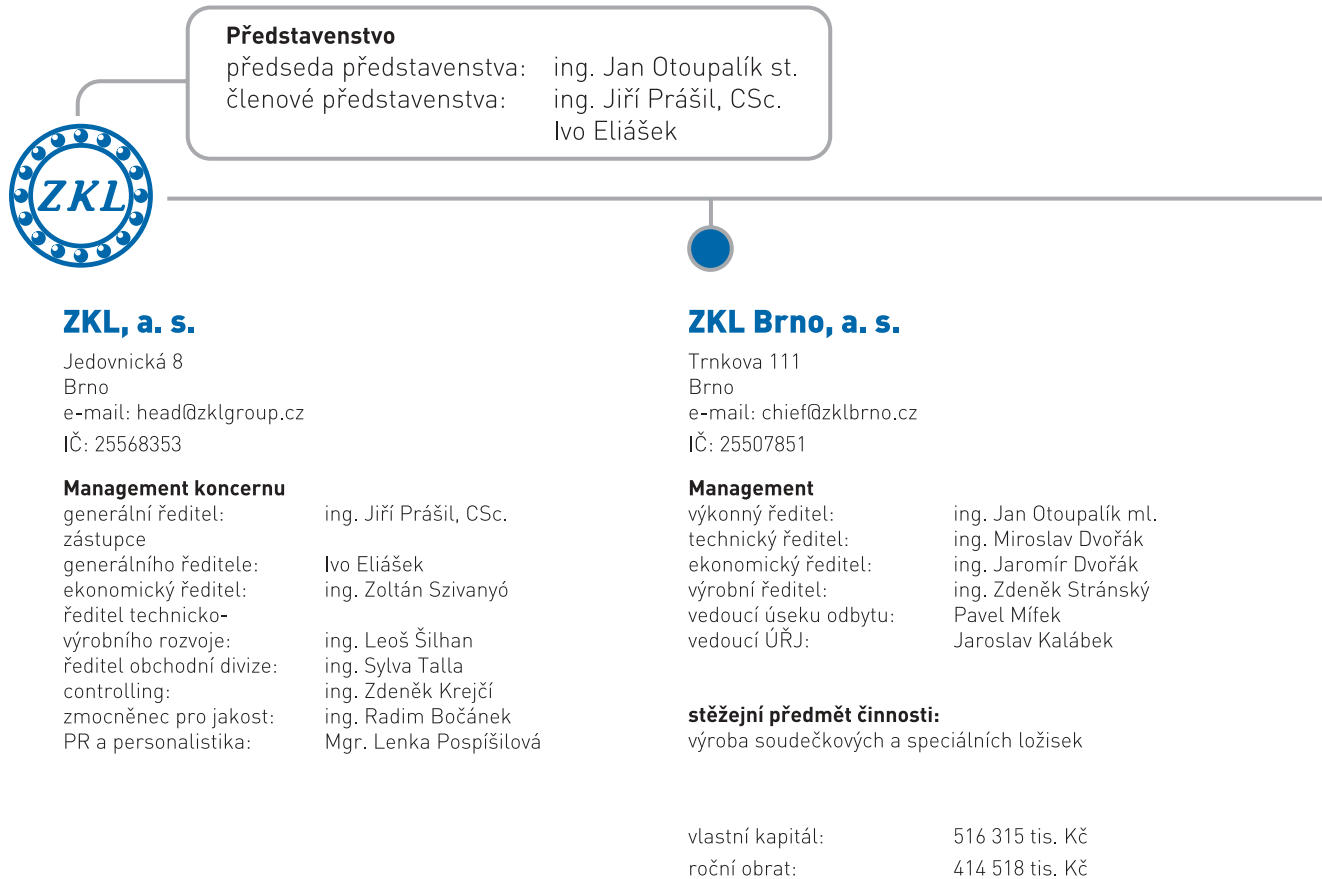 Představenstvo
předseda představenstva: ing. Jan Otoupalík st.
členové představenstva: ing. Jiří Prášil, CSc.
Ivo Eliášek
ZKL
ZKL, a. s.
Jedovnická 8
Brno
e-mail: head@zklgroup.cz
IČ: 25568353
Management koncernu
generální ředitel: ing. Jiří Prášil, CSc.
zástupce
generálního ředitele: Ivo Eliášek
ekonomický ředitel: ing. Zoltán Szivanyó
ředitel technicko-
výrobního rozvoje: ing. Leoš Šilhan
ředitel obchodní divize: ing. Sylva Talla
controlling: ing. Zdeněk Krejčí
zmocněnec pro jakost: ing. Radim Bočánek
PR a personalistika: Mgr. Lenka Pospíšilová
ZKL Brno, a. s.
Trnkova 111
Brno
e-mail: chief@zklbrno.cz
IČ: 25507851
Management
výkonný ředitel: ing. Jan Otoupalík ml.
technický ředitel: ing. Miroslav Dvořák
ekonomický ředitel: ing. Jaromír Dvořák
výrobní ředitel: ing. Zdeněk Stránský
vedoucí úseku odbytu: Pavel Mífek
vedoucí ÚŘJ: Jaroslav Kalábek
stěžejní předmět činnosti:
výroba soudečkových a speciálních ložisek
vlastní kapitál: 516 315 tis. Kč
roční obrat: 414 518 tis. Kč